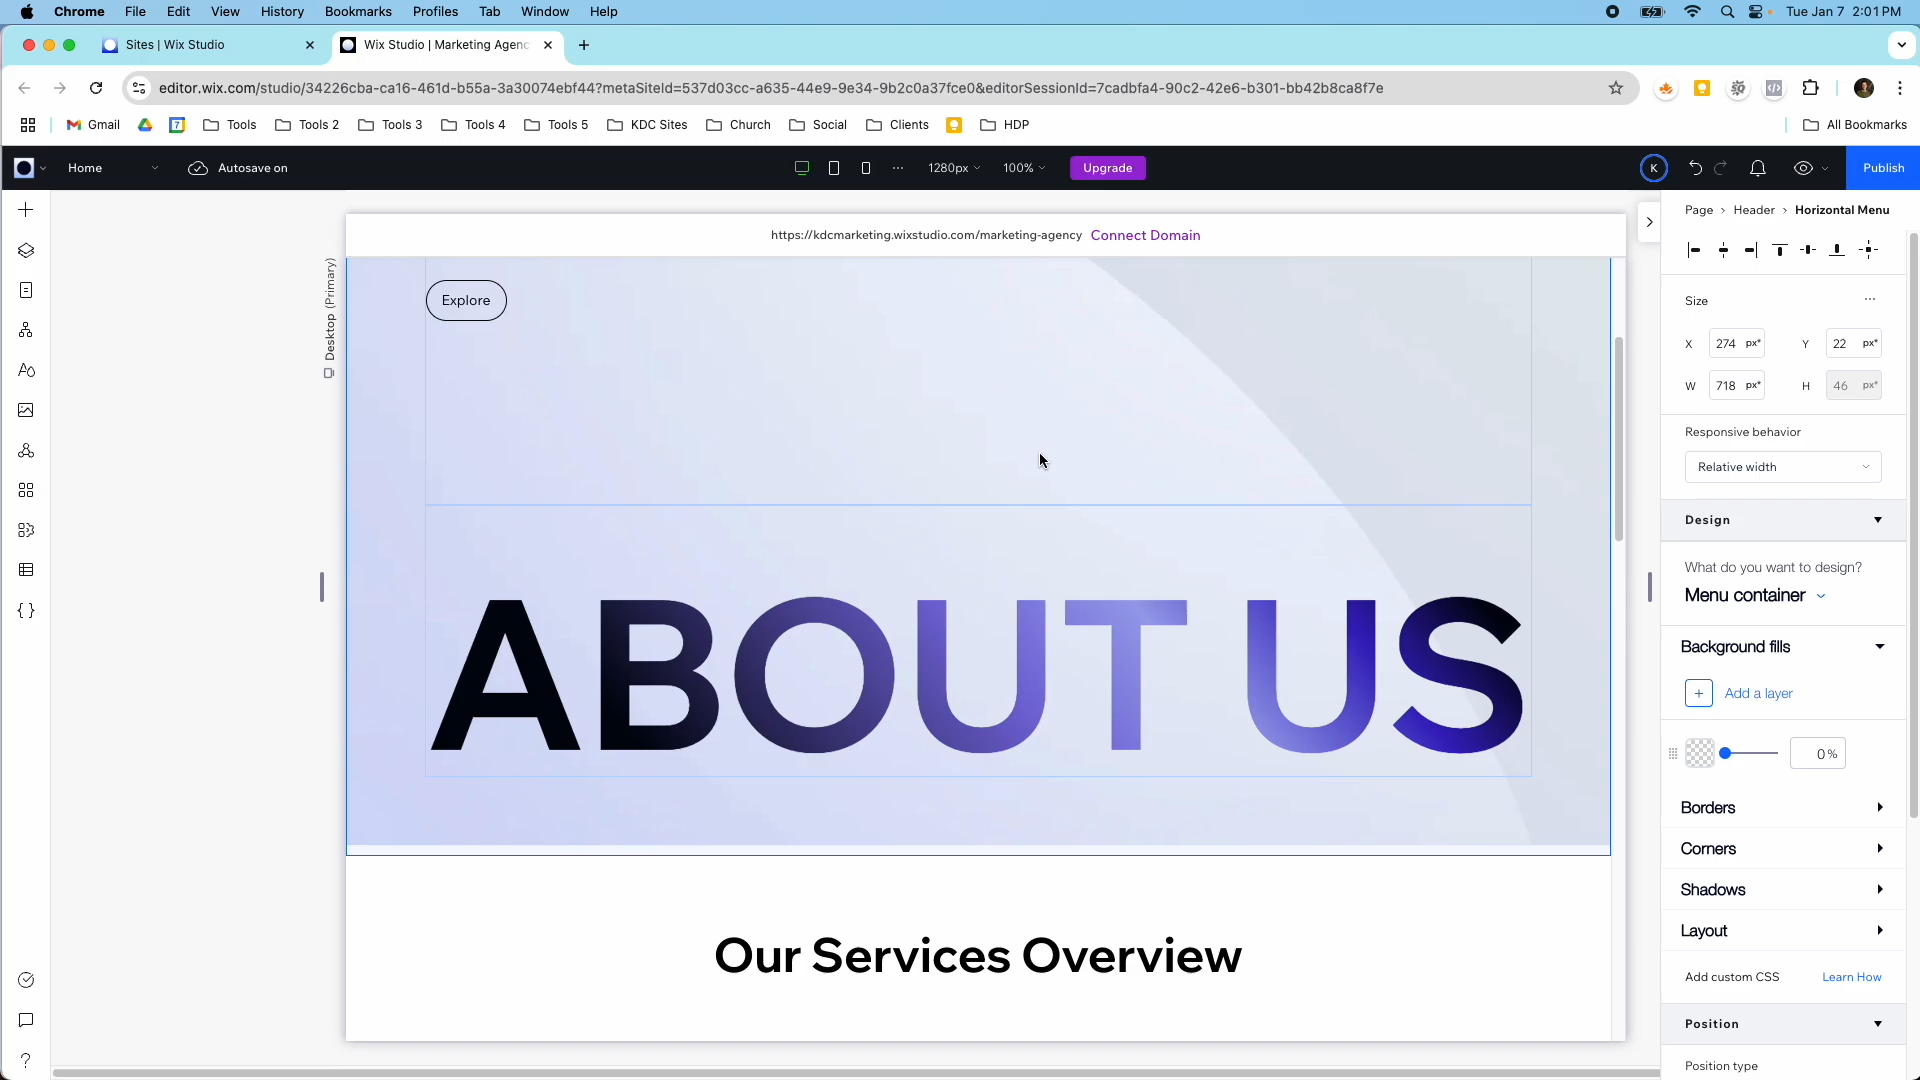 Chrome File Edit View History Bookmarks Profiles Tab Window Help Tue Jan 7 2:01 PM
Sites | Wix Studio Wix Studio | Marketing Agenc
editor.wix.com/studio/34226cba-ca16-461d-b55a-3a30074ebf44?metaSiteId=537d03cc-a635-44e9-9e34-9b2c0a37fce0&editorSessionId=7cadbfa4-90c2-42e6-b301-bb42b8ca8f7e
Gmail 7 Tools Tools 2 Tools 3 Tools 4 Tools 5 KDC Sites Church Social Clients HDP All Bookmarks
Home Autosave on 1280px 100% Upgrade K Publish
Page > Header > Horizontal Menu
https://kdcmarketing.wixstudio.com/marketing-agency Connect Domain
Desktop (Primary)
Explore
ABOUT US
Our Services Overview
Size
X 274 px* Y 22 px*
W 718 px* H 46 px*
Responsive behavior
Relative width
Design
What do you want to design?
Menu container
Background fills
+ Add a layer
0%
Borders
Corners
Shadows
Layout
Add custom CSS Learn How
Position
Position type